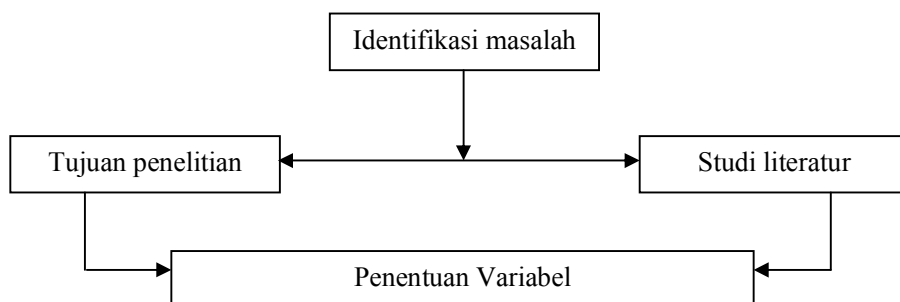 Identifikasi masalah
Tujuan penelitian
Studi literatur
Penentuan Variabel